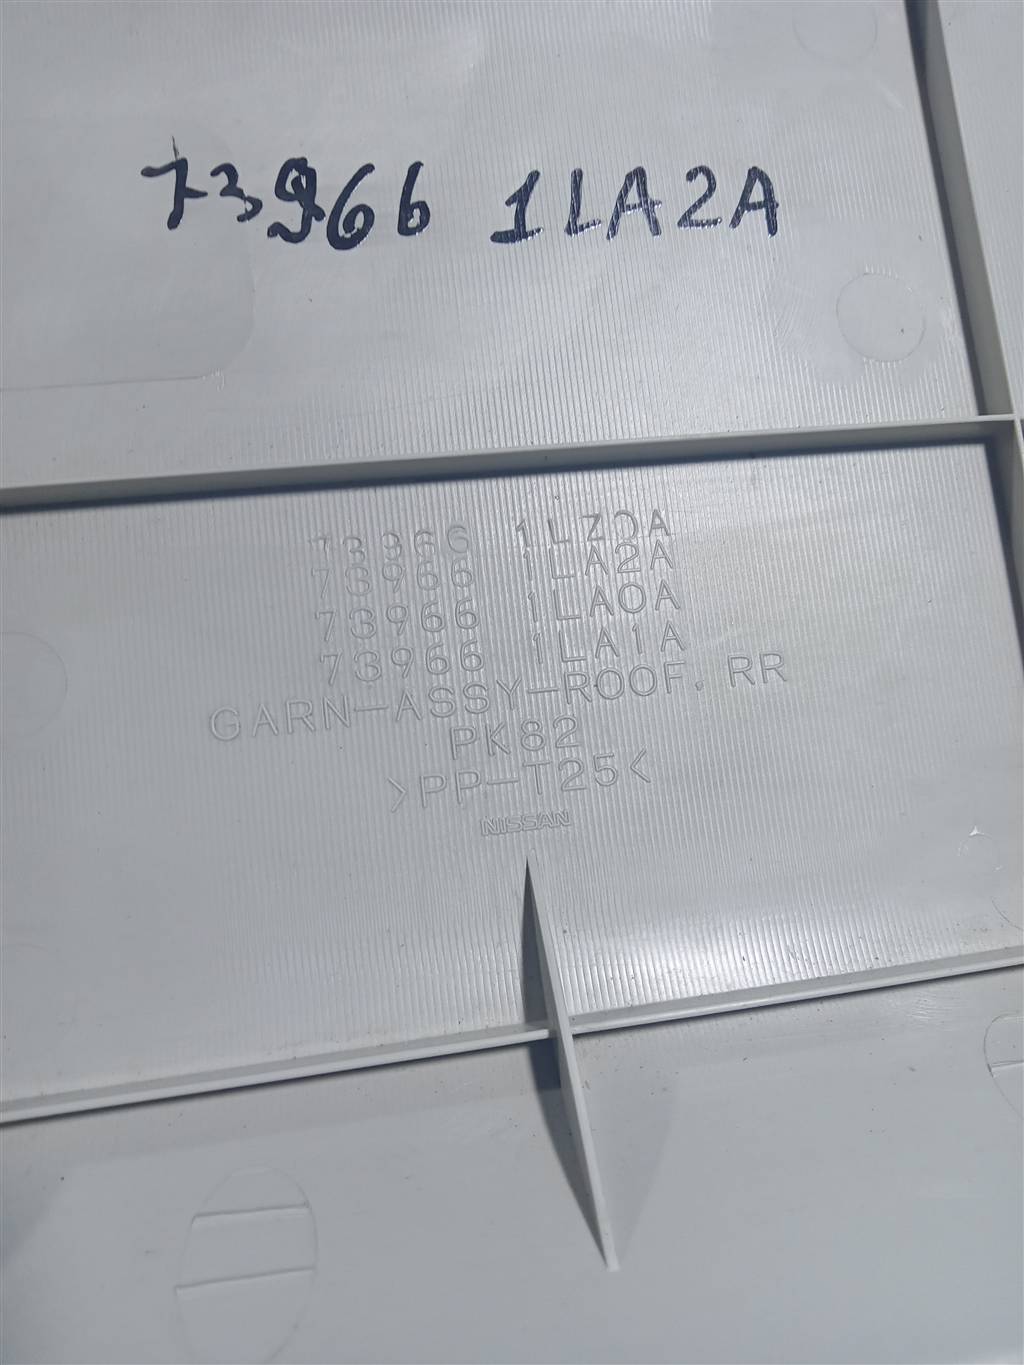 73966 1LA2A
73966 1LZ0A
73966 1LA2A
73966 1LA0A
73966 1LA1A
GARN-ASSY-ROOF, RR
PK82
>PP-T25<
NISSAN